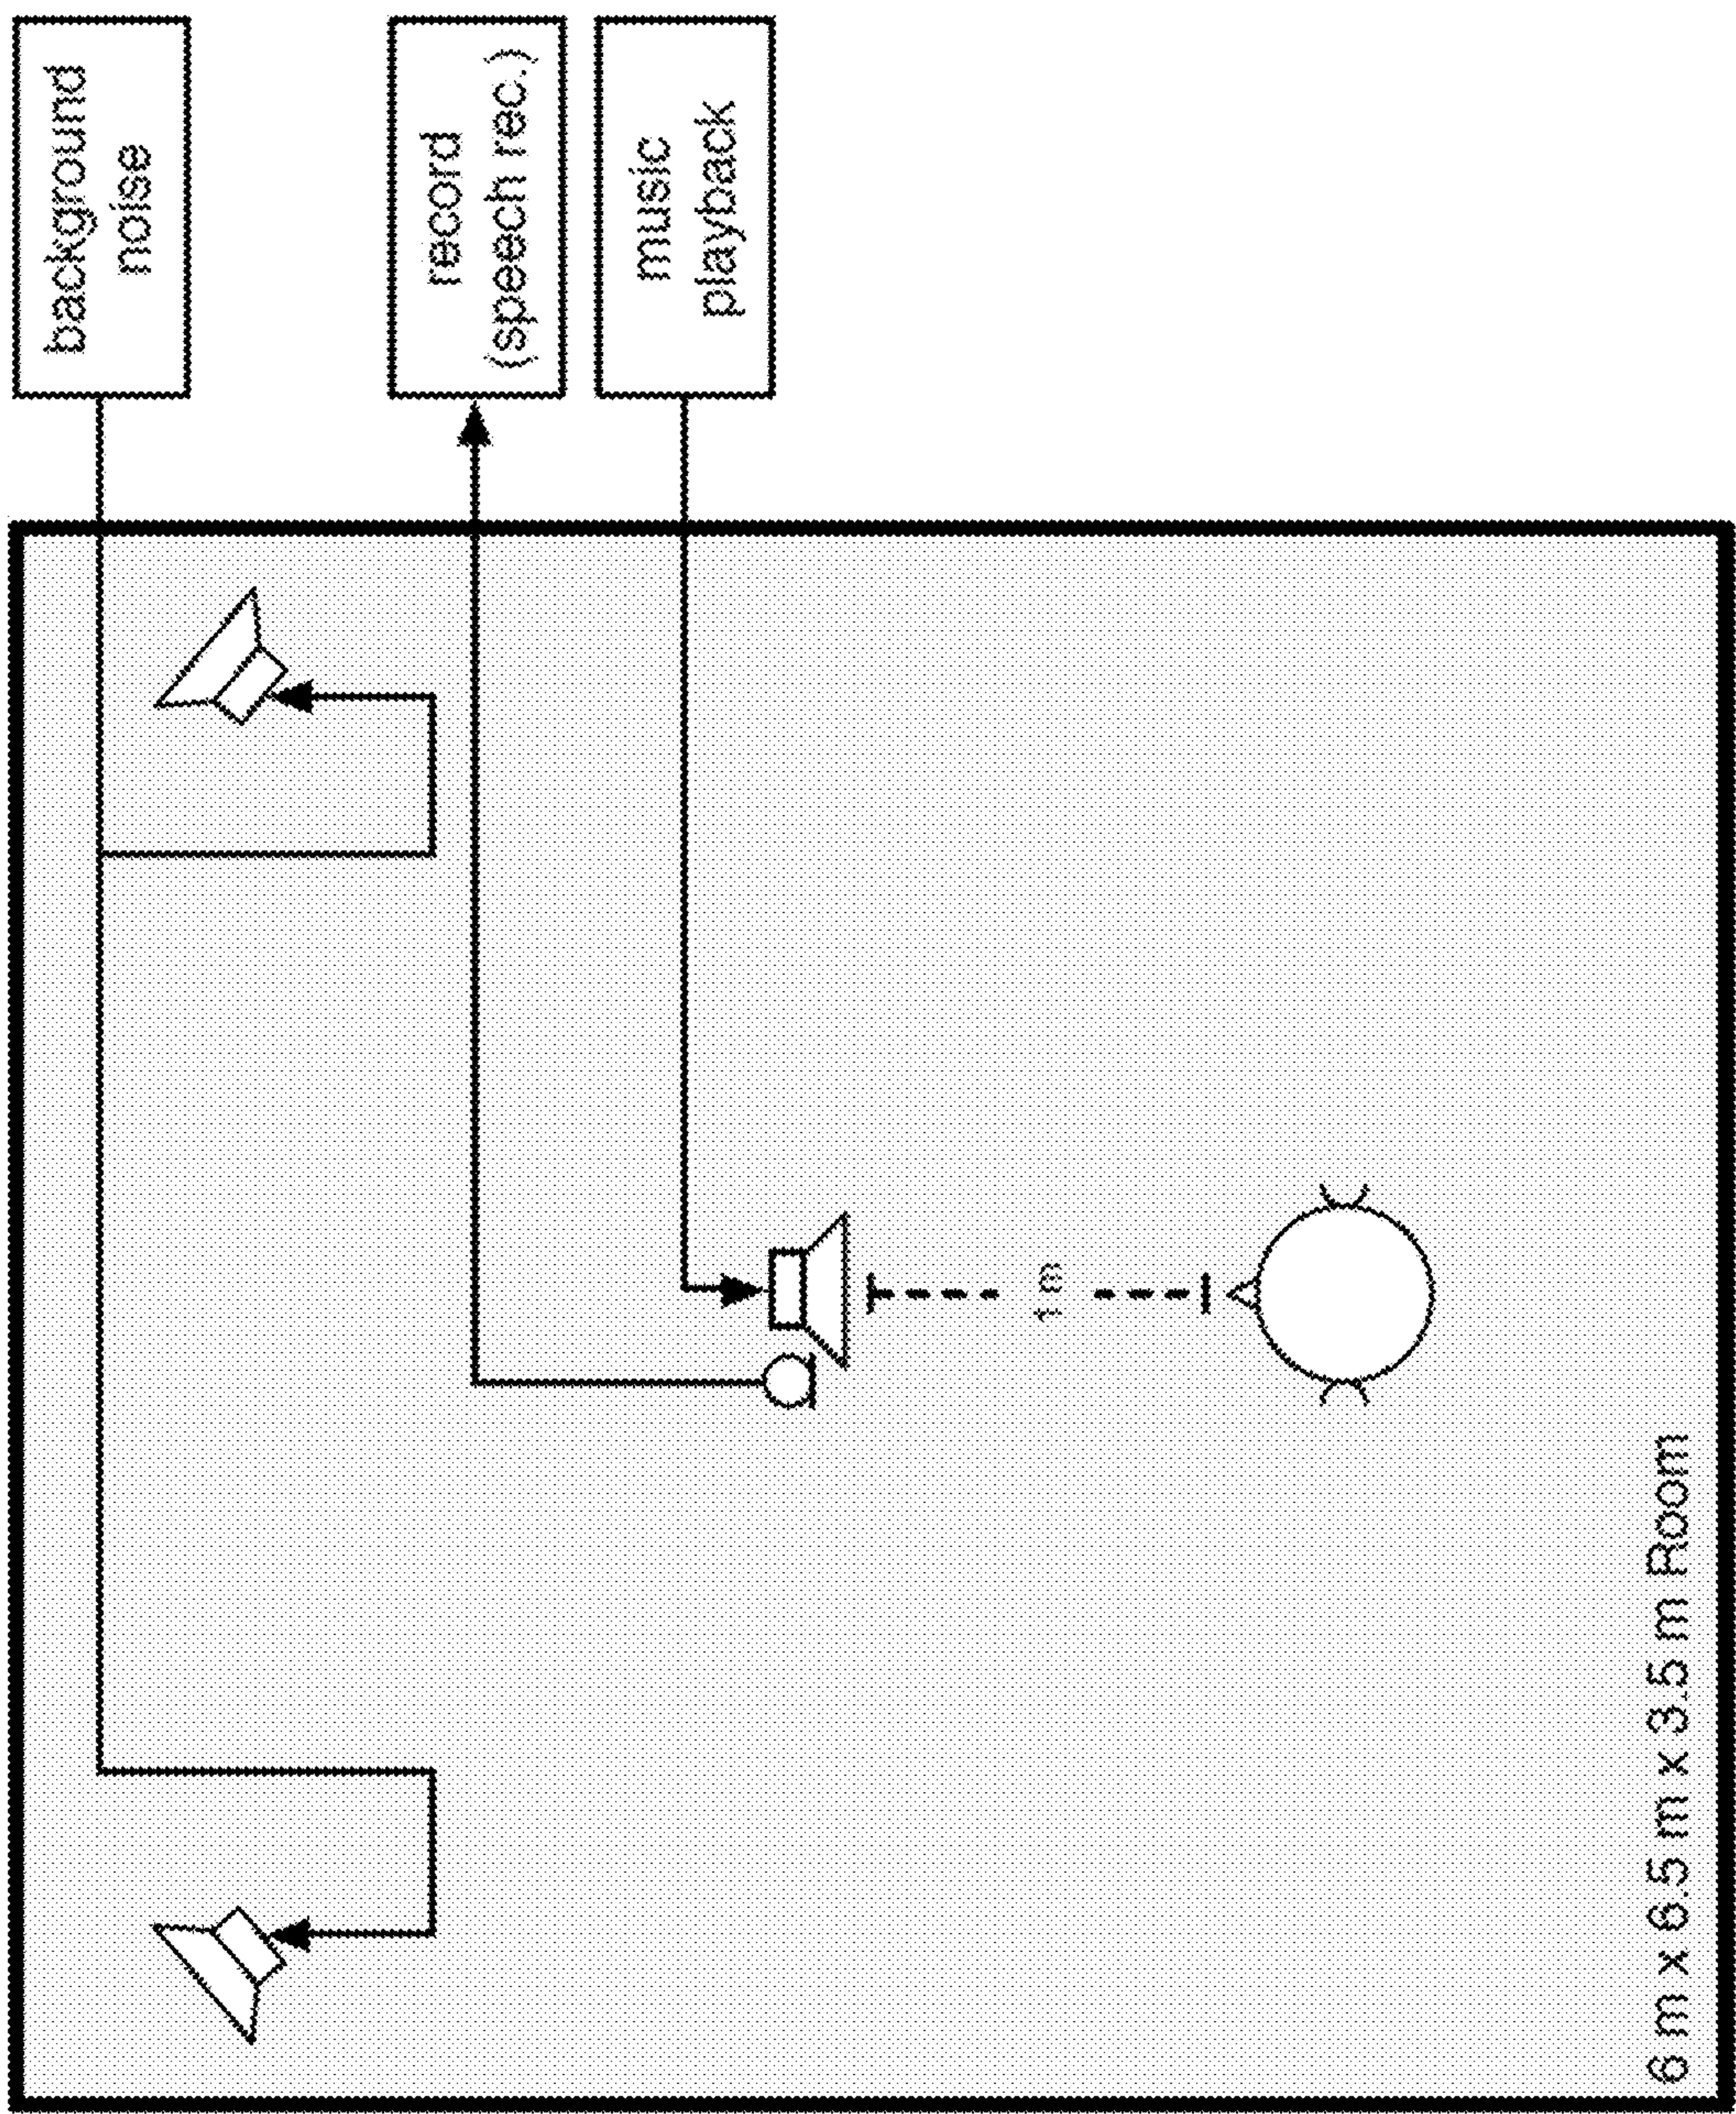 background
noise
record
(speech rec.)
music
playback
1 m
6 m x 6.5 m x 3.5 m Room